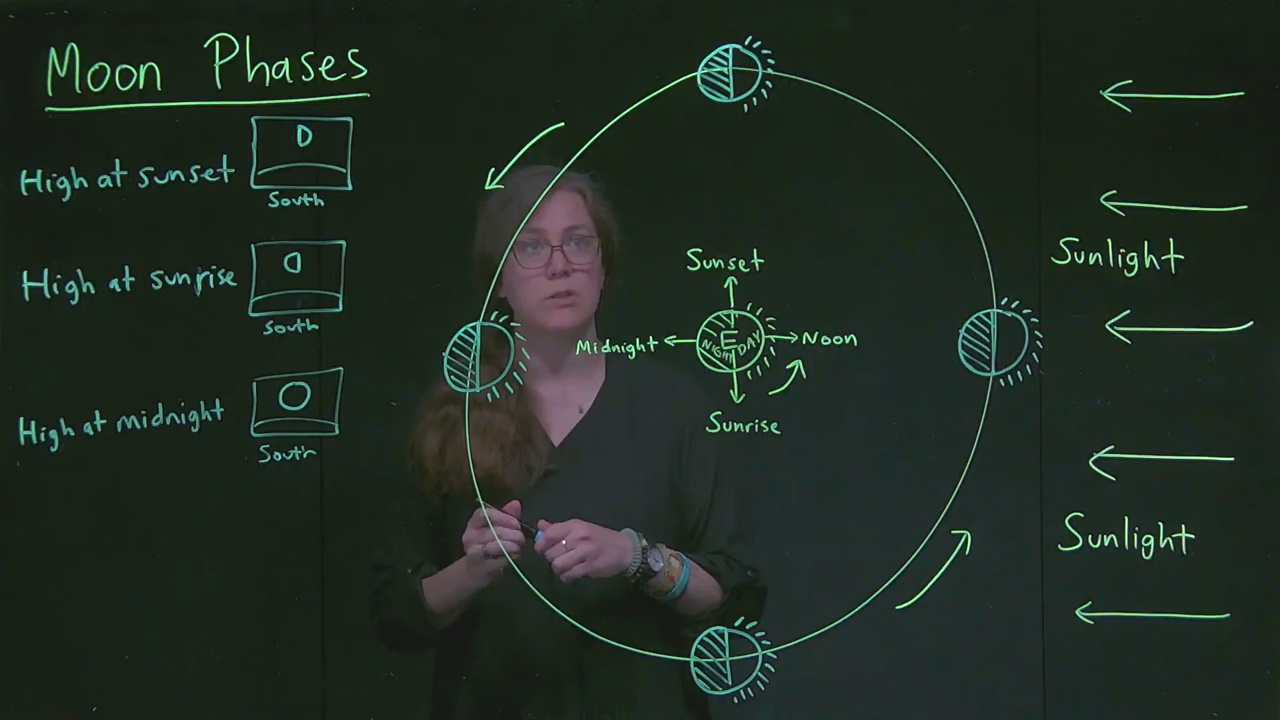 Moon Phases
High at sunset
South
High at sunrise
South
High at midnight
South
Sunset
Midnight
E
NIGHT
DAY
Noon
Sunrise
Sunlight
Sunlight